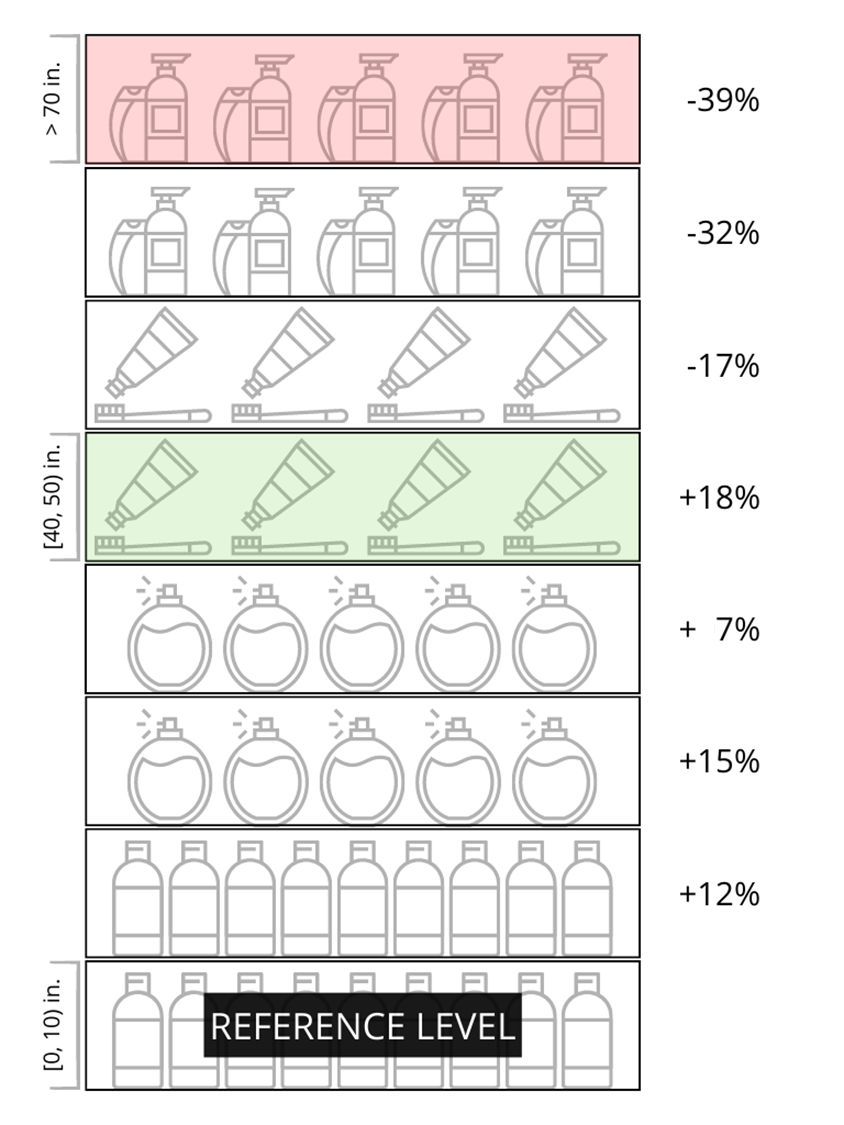 > 70 in.
-39%
-32%
-17%
[40, 50) in.
+18%
+ 7%
+15%
+12%
[0, 10) in.
REFERENCE LEVEL